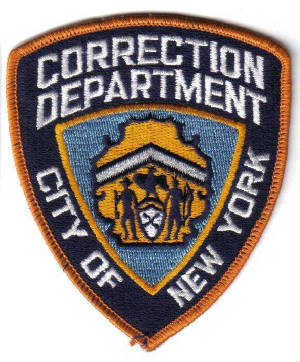 CORRECTION
DEPARTMENT
CITY OF
NEW YORK